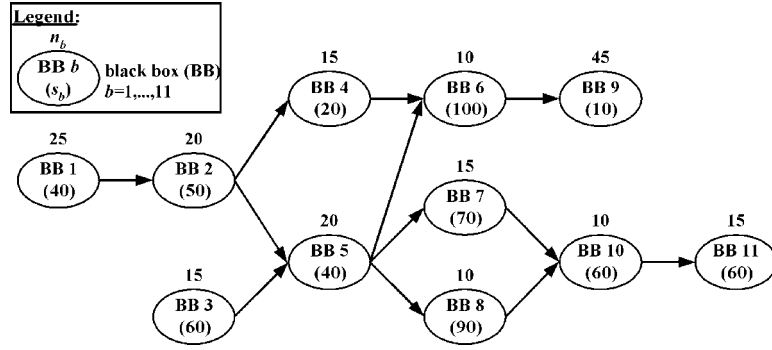 Legend:
n_b
BB b
(s_b)
black box (BB)
b=1,...,11
15
BB 4
(20)
10
BB 6
(100)
45
BB 9
(10)
25
BB 1
(40)
20
BB 2
(50)
15
BB 7
(70)
20
BB 5
(40)
10
BB 10
(60)
15
BB 11
(60)
15
BB 3
(60)
10
BB 8
(90)